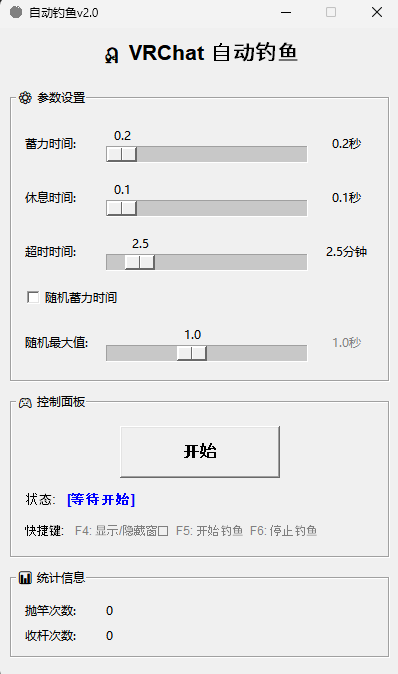 自动钓鱼v2.0
VRChat 自动钓鱼
参数设置
0.2
蓄力时间: 0.2秒
0.1
休息时间: 0.1秒
2.5
超时时间: 2.5分钟
随机蓄力时间
1.0
随机最大值: 1.0秒
控制面板
开始
状态: [等待开始]
快捷键: F4: 显示/隐藏窗口 F5: 开始钓鱼 F6: 停止钓鱼
统计信息
抛竿次数: 0
收杆次数: 0